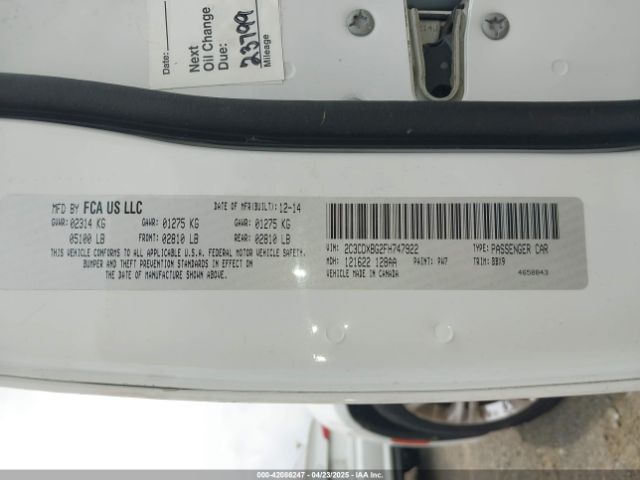 Date:
Next
Oil Change
Due:
23799
Mileage
MFD BY FCA US LLC
DATE OF MFR(BUILT): 12-14
GVWR: 02314 KG GAWR: 01275 KG GAWR: 01275 KG
05100 LB FRONT: 02810 LB REAR: 02810 LB
THIS VEHICLE CONFORMS TO ALL APPLICABLE U.S.A. FEDERAL MOTOR VEHICLE SAFETY,
BUMPER AND THEFT PREVENTION STANDARDS IN EFFECT ON
THE DATE OF MANUFACTURE SHOWN ABOVE.
VIN: 2C3CDXBG2FH747922 TYPE: PASSENGER CAR
MDH: 121622 128AA PAINT: PW7 TRIM: BBX9
VEHICLE MADE IN CANADA 4658843
000-42086247 - 04/23/2025 - IAA Inc.